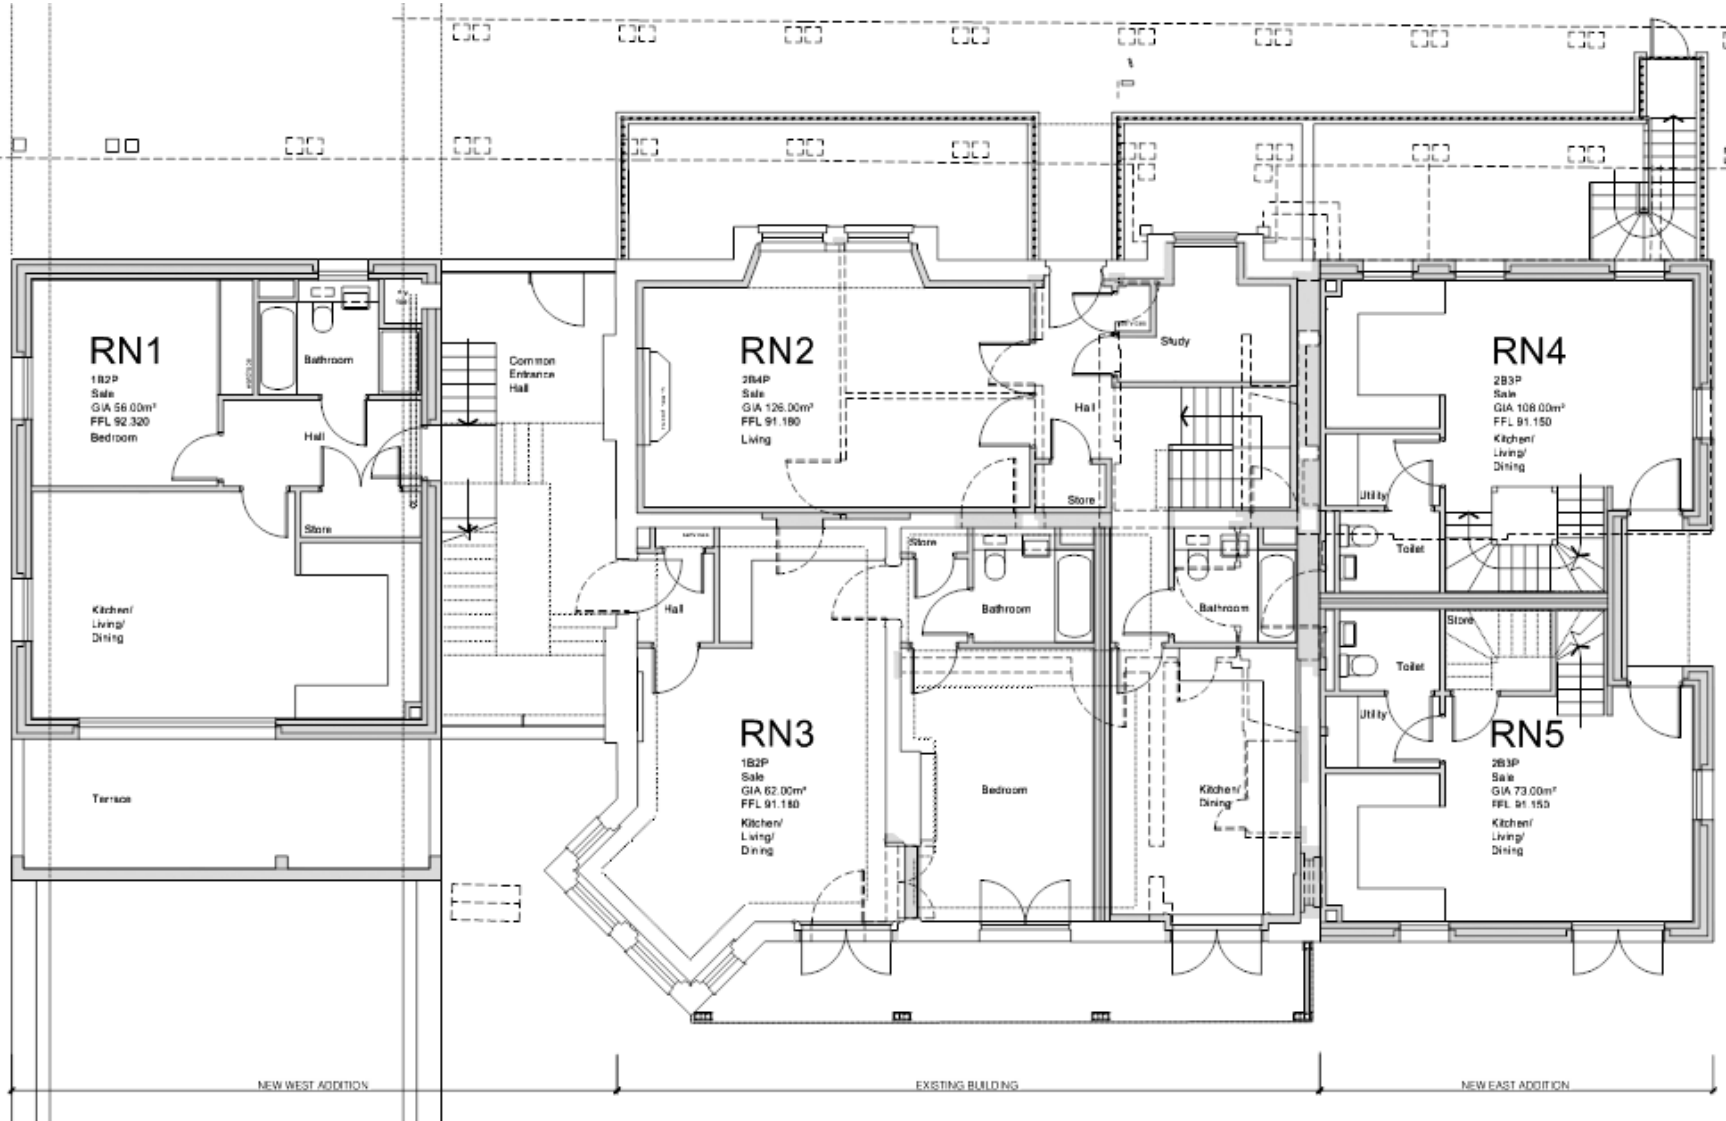 RN1
1B2P
Sale
GIA 56.00m²
FFL 92.320
Bedroom
Bathroom
Hall
Store
Kitchen/
Living/
Dining
Terrace
Common
Entrance
Hall
RN2
2B4P
Sale
GIA 126.00m²
FFL 91.180
Living
Study
Hall
Store
RN4
2B3P
Sale
GIA 108.00m²
FFL 91.150
Kitchen/
Living/
Dining
Utility
Toilet
Hall
Store
Bathroom
Bathroom
RN3
1B2P
Sale
GIA 62.00m²
FFL 91.180
Kitchen/
Living/
Dining
Bedroom
Kitchen/
Dining
Store
Toilet
Utility
RN5
2B3P
Sale
GIA 73.00m²
FFL 91.150
Kitchen/
Living/
Dining
NEW WEST ADDITION
EXISTING BUILDING
NEW EAST ADDITION